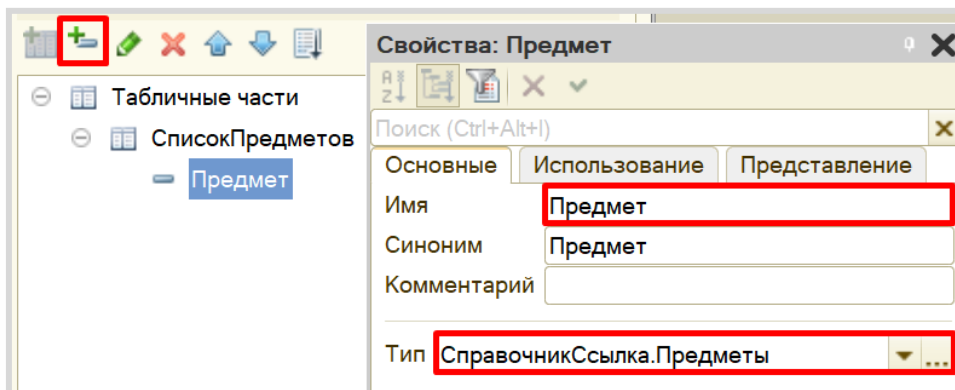 Свойства: Предмет
Табличные части
СписокПредметов
Предмет
Поиск (Ctrl+Alt+I)
Основные Использование Представление
Имя Предмет
Синоним Предмет
Комментарий
Тип СправочникСсылка.Предметы ...